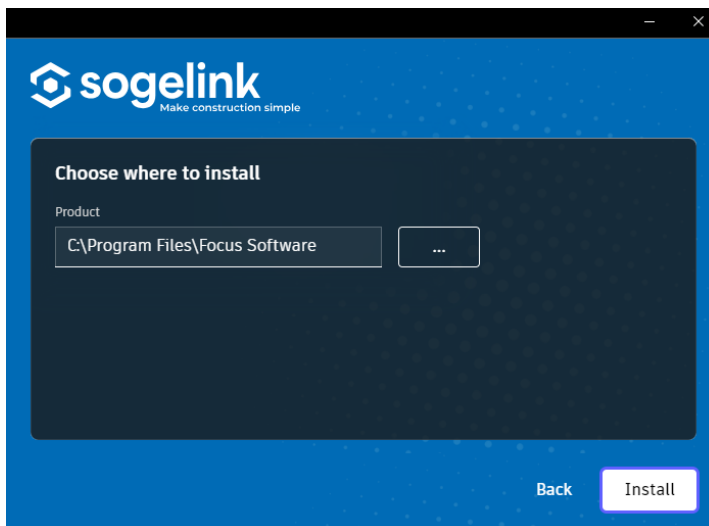 sogelink
Make construction simple
Choose where to install
Product
C:\Program Files\Focus Software
...
Back
Install